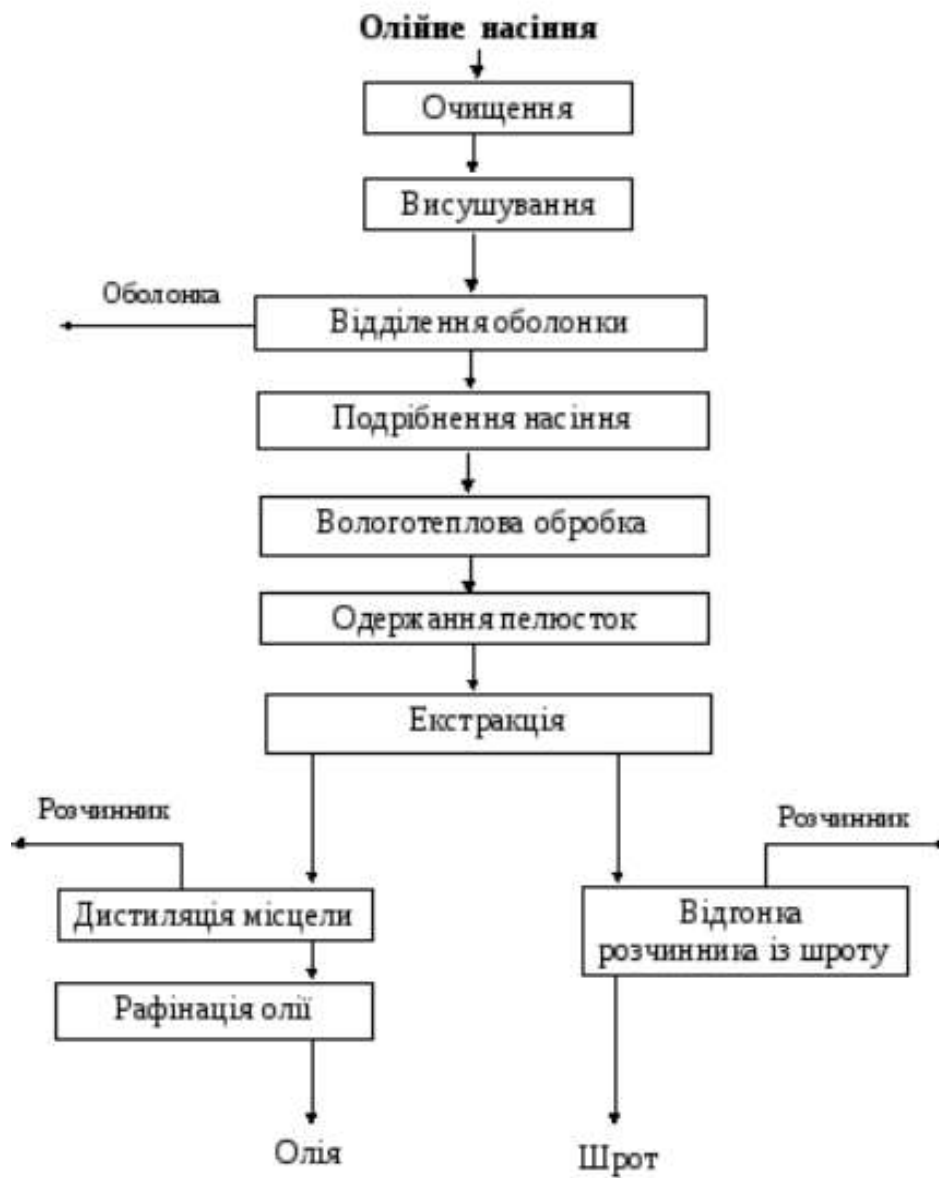 Олійне насіння
Очищення
Висушування
Оболонка
Відділення оболонки
Подрібнення насіння
Вологотеплова обробка
Одержання пелюсток
Екстракція
Розчинник
Розчинник
Дистиляція місцели
Відгонка
розчинника із шроту
Рафінація олії
Олія
Шрот